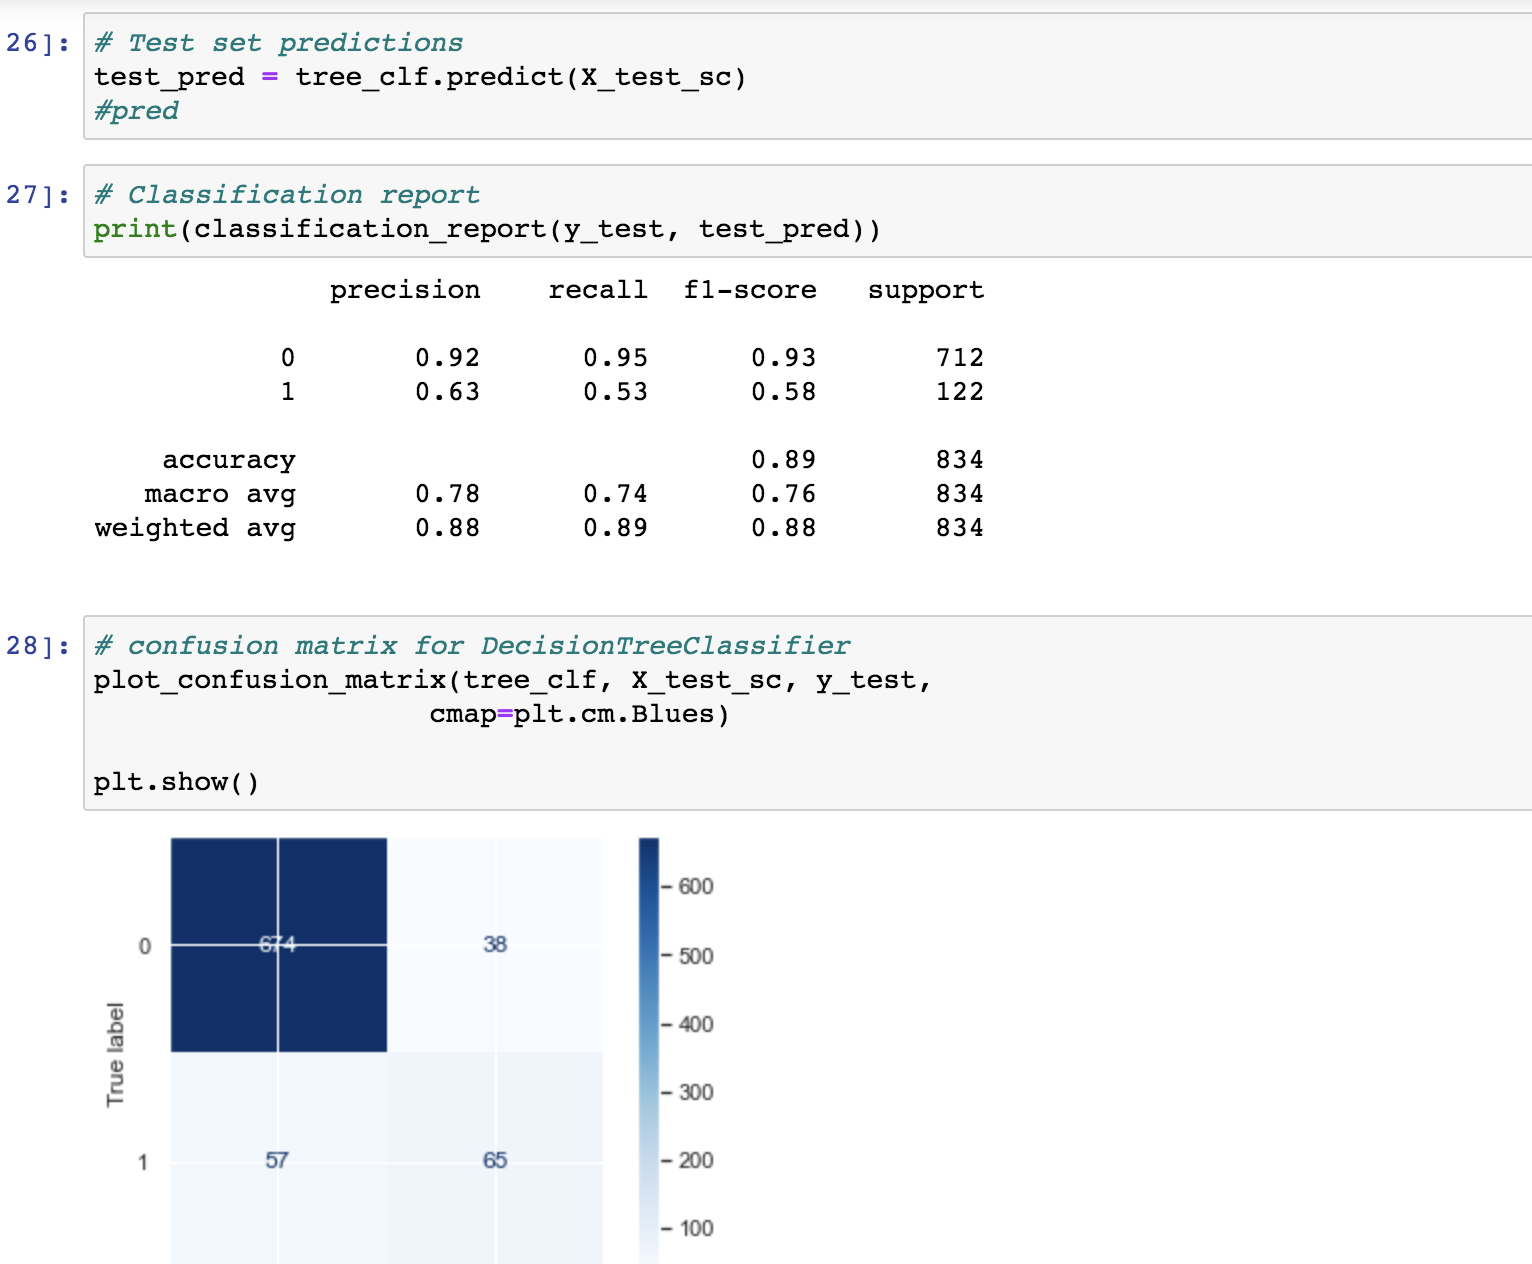 26]:
# Test set predictions
test_pred = tree_clf.predict(X_test_sc)
#pred
27]:
# Classification report
print(classification_report(y_test, test_pred))
precision recall f1-score support
0 0.92 0.95 0.93 712
1 0.63 0.53 0.58 122
accuracy 0.89 834
macro avg 0.78 0.74 0.76 834
weighted avg 0.88 0.89 0.88 834
28]:
# confusion matrix for DecisionTreeClassifier
plot_confusion_matrix(tree_clf, X_test_sc, y_test,
cmap=plt.cm.Blues)
plt.show()
True label
0
674
38
1
57
65
600
500
400
300
200
100